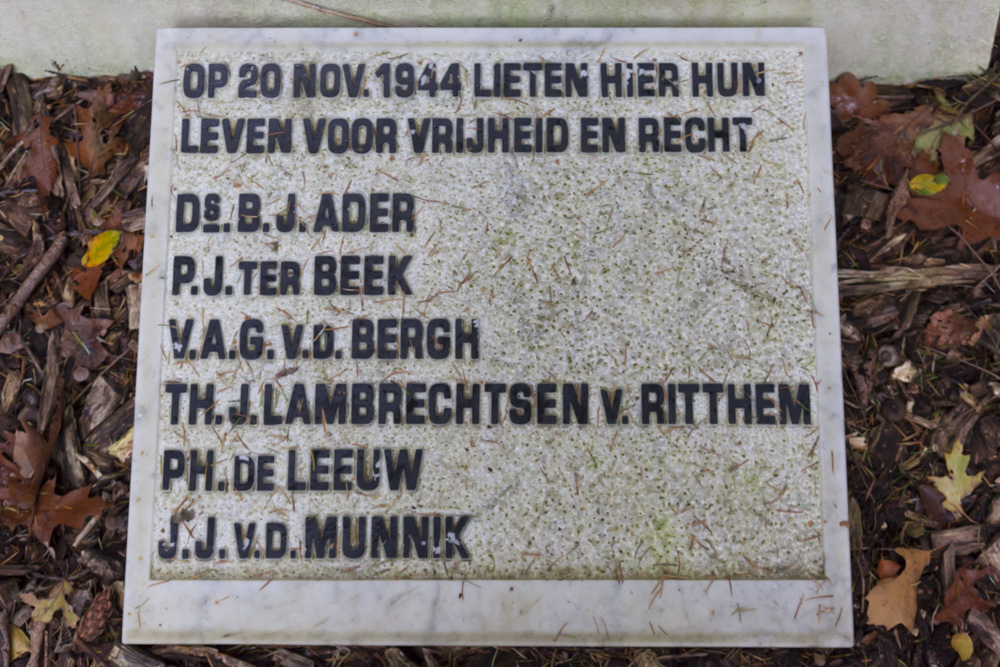 OP 20 NOV. 1944 LIETEN HiER HUN
LEVEN VOOR VRIJHEID EN RECHT
Ds. B.J. ADER
P.J. TER BEEK
V.A.G. V.D. BERGH
TH.J. LAMBRECHTSEN V. RITTHEM
PH. DE LEEUW
J.J. V.D. MUNNIK